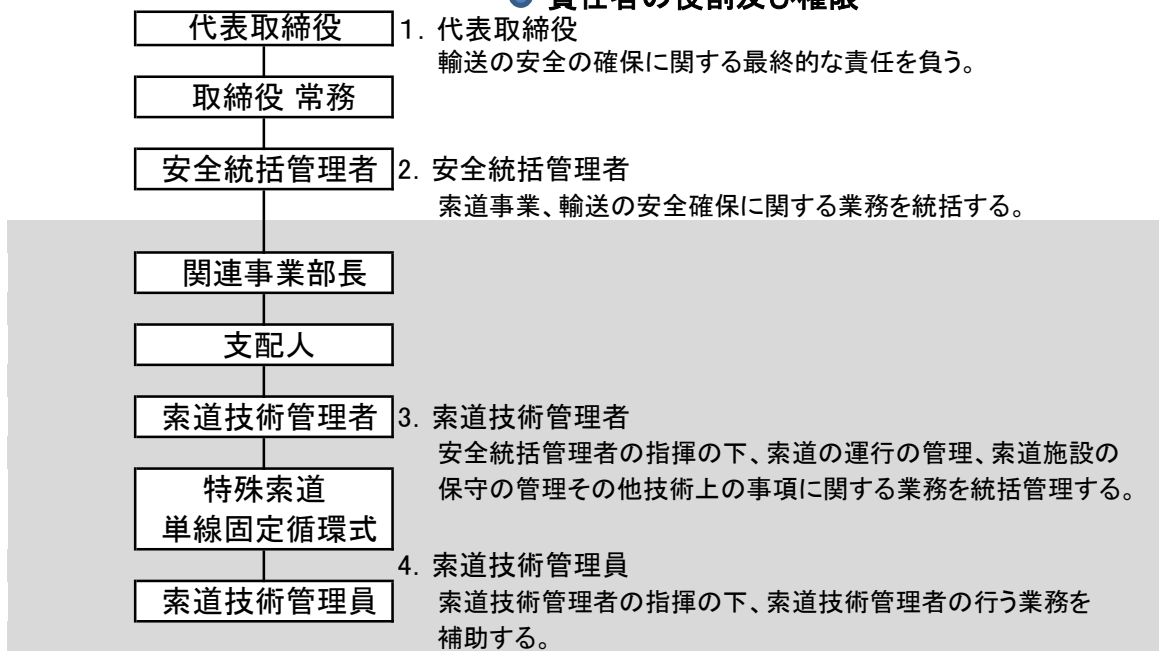 ● 責任者の役割及び権限
代表取締役
1. 代表取締役
輸送の安全の確保に関する最終的な責任を負う。
取締役 常務
安全統括管理者
2. 安全統括管理者
索道事業、輸送の安全確保に関する業務を統括する。
関連事業部長
支配人
索道技術管理者
3. 索道技術管理者
安全統括管理者の指揮の下、索道の運行の管理、索道施設の
保守の管理その他技術上の事項に関する業務を統括管理する。
特殊索道
単線固定循環式
4. 索道技術管理員
索道技術管理員
索道技術管理者の指揮の下、索道技術管理者の行う業務を
補助する。